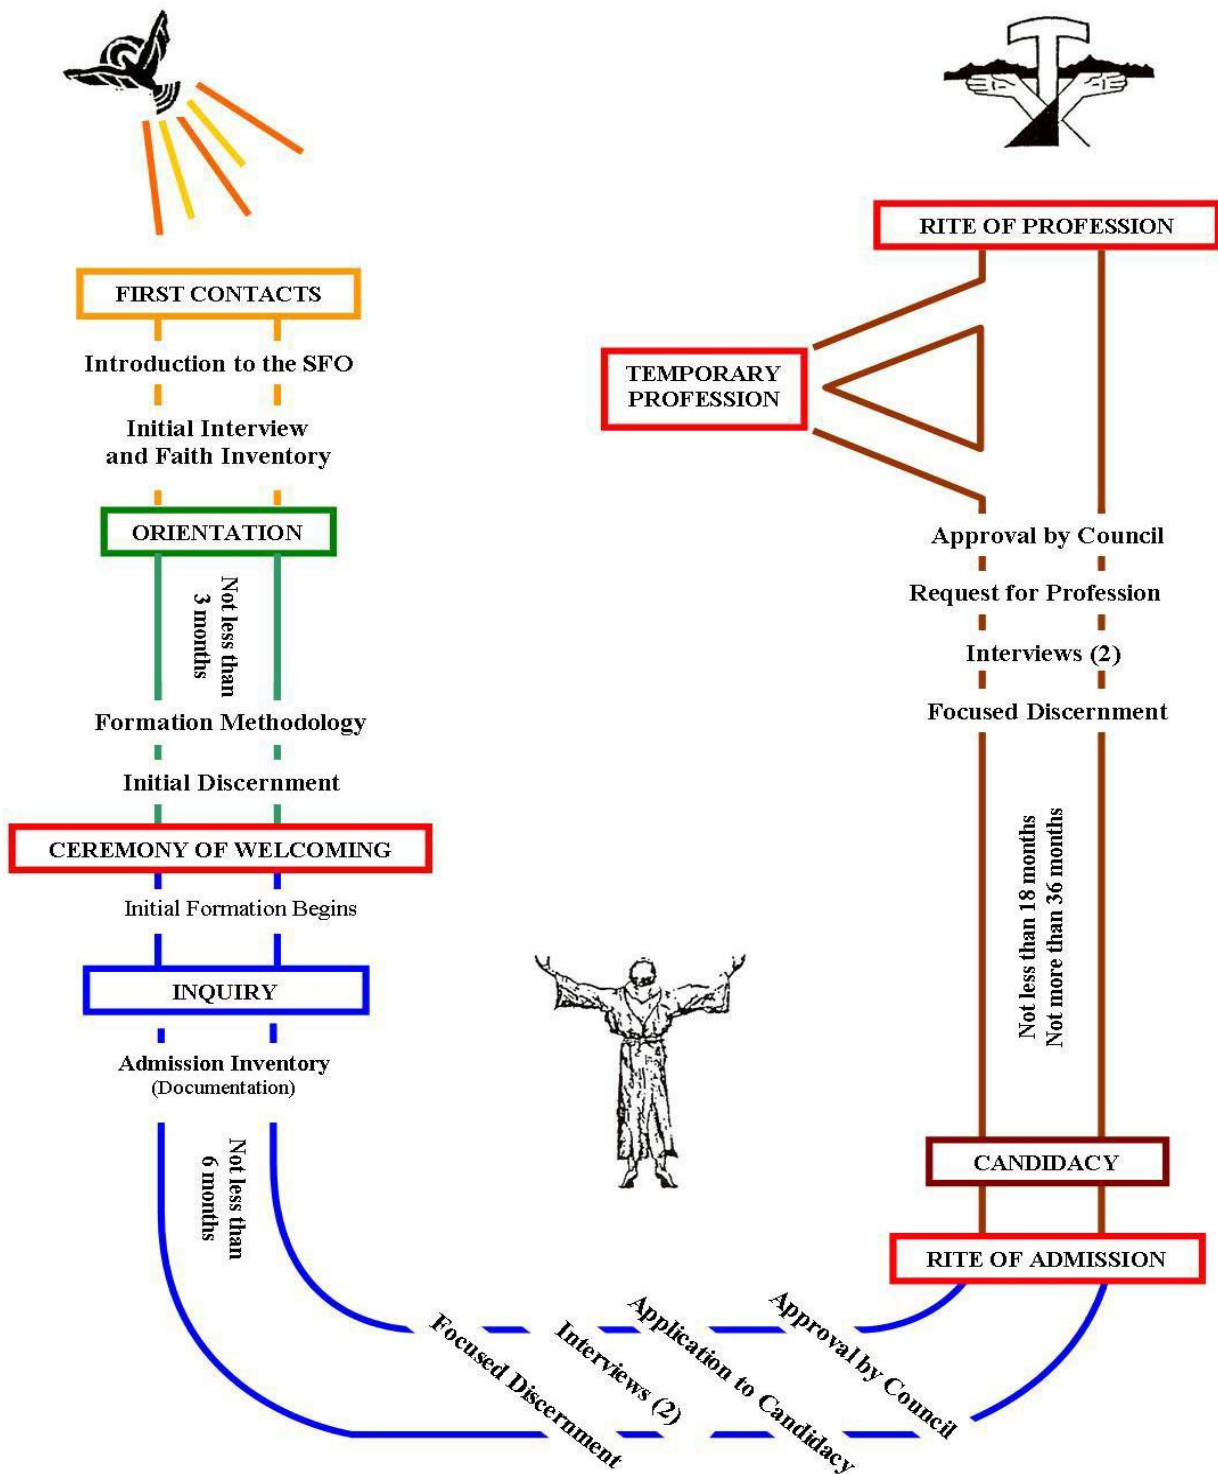 FIRST CONTACTS
Introduction to the SFO
Initial Interview
and Faith Inventory
ORIENTATION
Not less than
3 months
Formation Methodology
Initial Discernment
CEREMONY OF WELCOMING
Initial Formation Begins
INQUIRY
Admission Inventory
(Documentation)
Not less than
6 months
Focused Discernment
Interviews (2)
Application to Candidacy
Approval by Council
RITE OF ADMISSION
CANDIDACY
Not less than 18 months
Not more than 36 months
Focused Discernment
Interviews (2)
Request for Profession
Approval by Council
TEMPORARY
PROFESSION
RITE OF PROFESSION